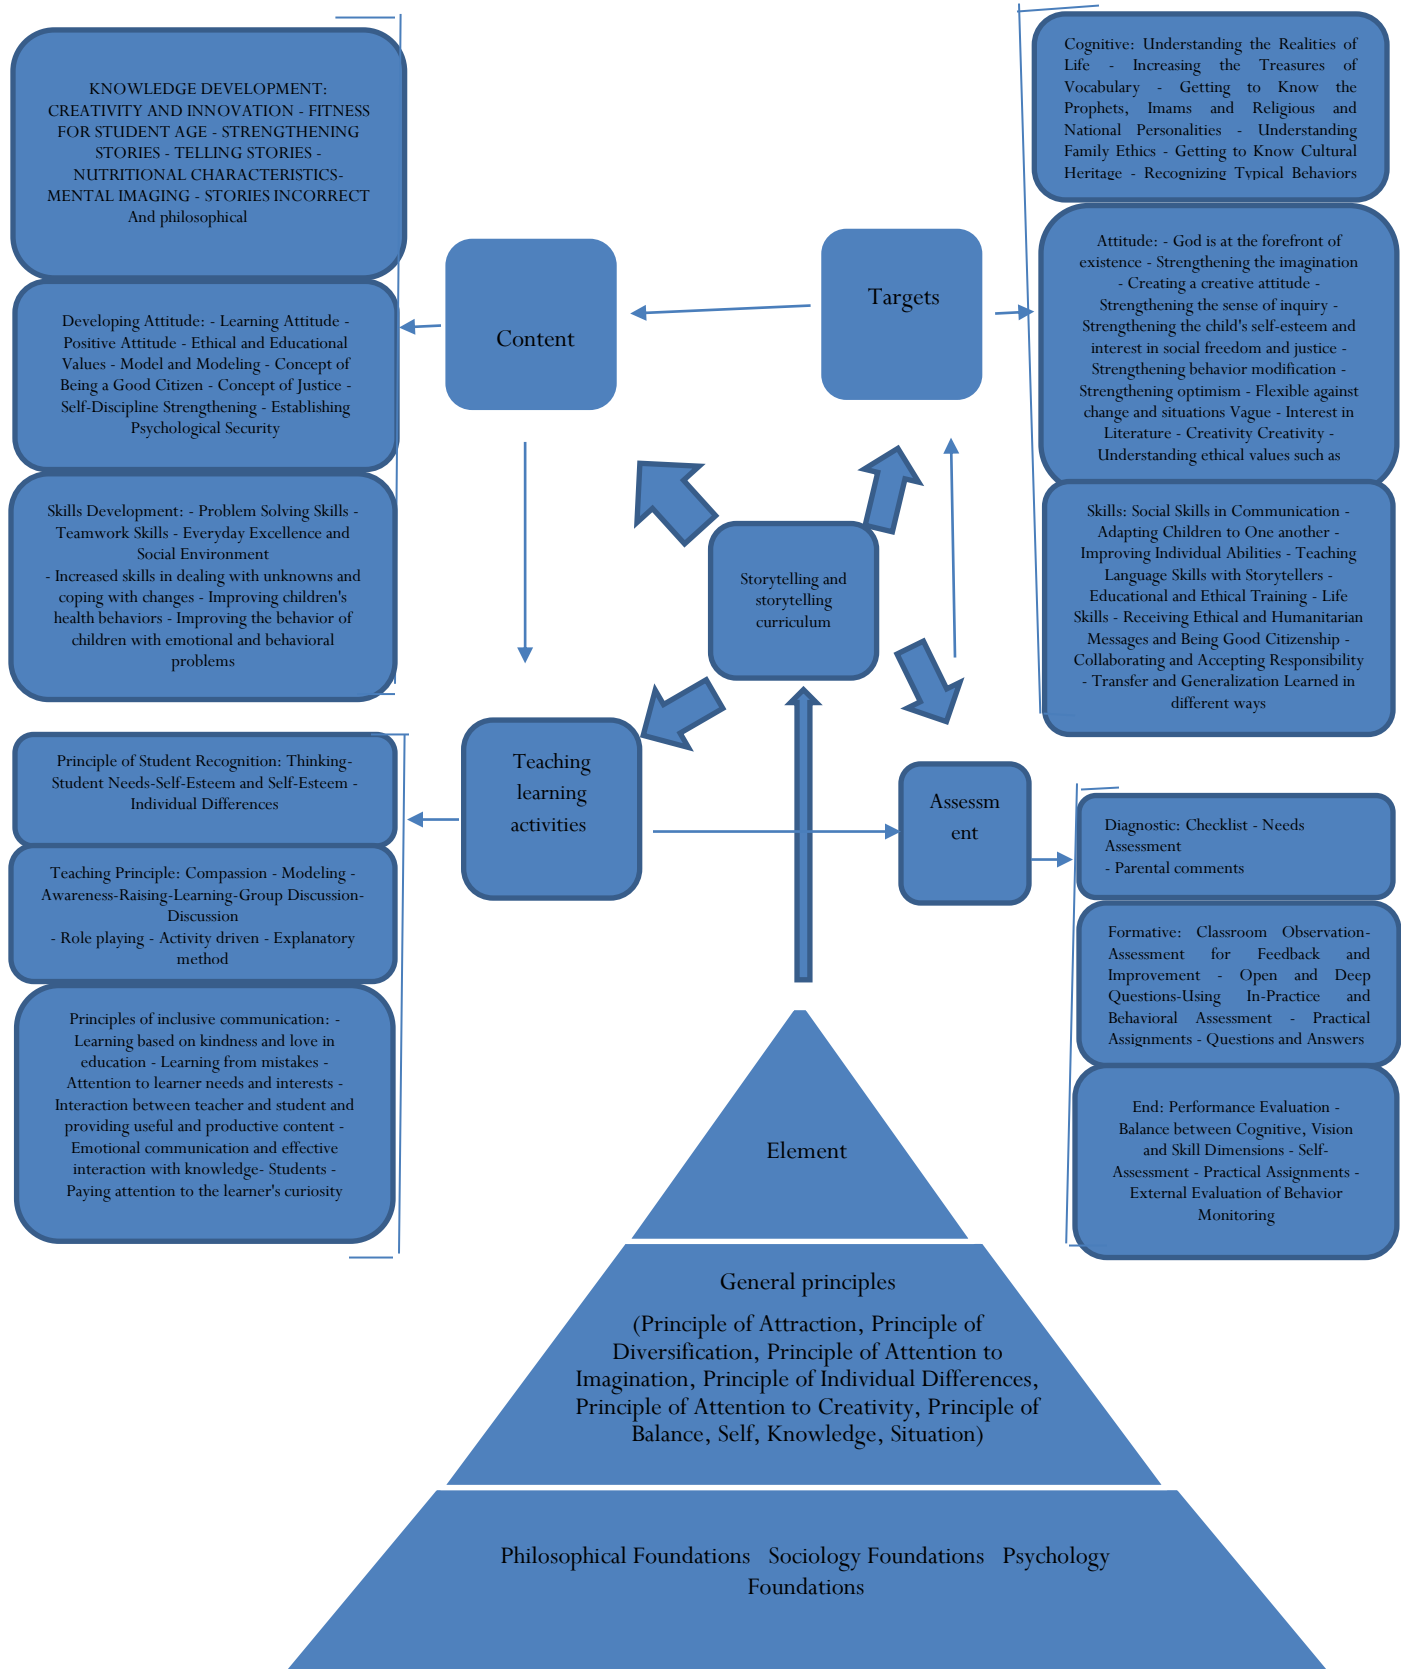 KNOWLEDGE DEVELOPMENT:
CREATIVITY AND INNOVATION - FITNESS
FOR STUDENT AGE - STRENGTHENING
STORIES - TELLING STORIES -
NUTRITIONAL CHARACTERISTICS-
MENTAL IMAGING - STORIES INCORRECT
And philosophical
Developing Attitude: - Learning Attitude -
Positive Attitude - Ethical and Educational
Values - Model and Modeling - Concept of
Being a Good Citizen - Concept of Justice -
Self-Discipline Strengthening - Establishing
Psychological Security
Skills Development: - Problem Solving Skills -
Teamwork Skills - Everyday Excellence and
Social Environment
- Increased skills in dealing with unknowns and
coping with changes - Improving children's
health behaviors - Improving the behavior of
children with emotional and behavioral
problems
Content
Targets
Cognitive: Understanding the Realities of
Life - Increasing the Treasures of
Vocabulary - Getting to Know the
Prophets, Imams and Religious and
National Personalities - Understanding
Family Ethics - Getting to Know Cultural
Heritage - Recognizing Typical Behaviors
Attitude: - God is at the forefront of
existence - Strengthening the imagination
- Creating a creative attitude -
Strengthening the sense of inquiry -
Strengthening the child's self-esteem and
interest in social freedom and justice -
Strengthening behavior modification -
Strengthening optimism - Flexible against
change and situations Vague - Interest in
Literature - Creativity Creativity -
Understanding ethical values such as
Skills: Social Skills in Communication -
Adapting Children to One another -
Improving Individual Abilities - Teaching
Language Skills with Storytellers -
Educational and Ethical Training - Life
Skills - Receiving Ethical and Humanitarian
Messages and Being Good Citizenship -
Collaborating and Accepting Responsibility
- Transfer and Generalization Learned in
different ways
Storytelling and
storytelling
curriculum
Principle of Student Recognition: Thinking-
Student Needs-Self-Esteem and Self-Esteem -
Individual Differences
Teaching Principle: Compassion - Modeling -
Awareness-Raising-Learning-Group Discussion-
Discussion
- Role playing - Activity driven - Explanatory
method
Principles of inclusive communication: -
Learning based on kindness and love in
education - Learning from mistakes -
Attention to learner needs and interests -
Interaction between teacher and student and
providing useful and productive content -
Emotional communication and effective
interaction with knowledge- Students -
Paying attention to the learner's curiosity
Teaching
learning
activities
Assessm
ent
Diagnostic: Checklist - Needs
Assessment
- Parental comments
Formative: Classroom Observation-
Assessment for Feedback and
Improvement - Open and Deep
Questions-Using In-Practice and
Behavioral Assessment - Practical
Assignments - Questions and Answers
End: Performance Evaluation -
Balance between Cognitive, Vision
and Skill Dimensions - Self-
Assessment - Practical Assignments -
External Evaluation of Behavior
Monitoring
Element
General principles
(Principle of Attraction, Principle of
Diversification, Principle of Attention to
Imagination, Principle of Individual Differences,
Principle of Attention to Creativity, Principle of
Balance, Self, Knowledge, Situation)
Philosophical Foundations Sociology Foundations Psychology
Foundations